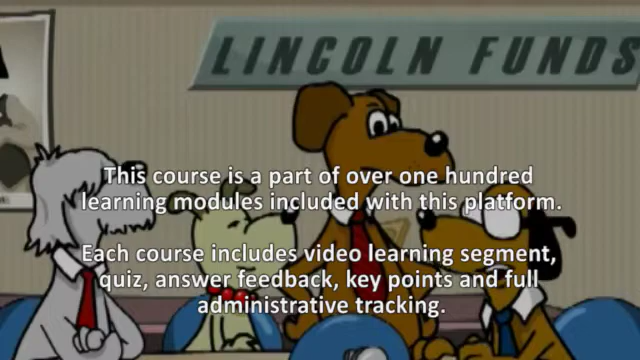 LINCOLN FUNDS
This course is a part of over one hundred
learning modules included with this platform.
Each course includes video learning segment,
quiz, answer feedback, key points and full
administrative tracking.